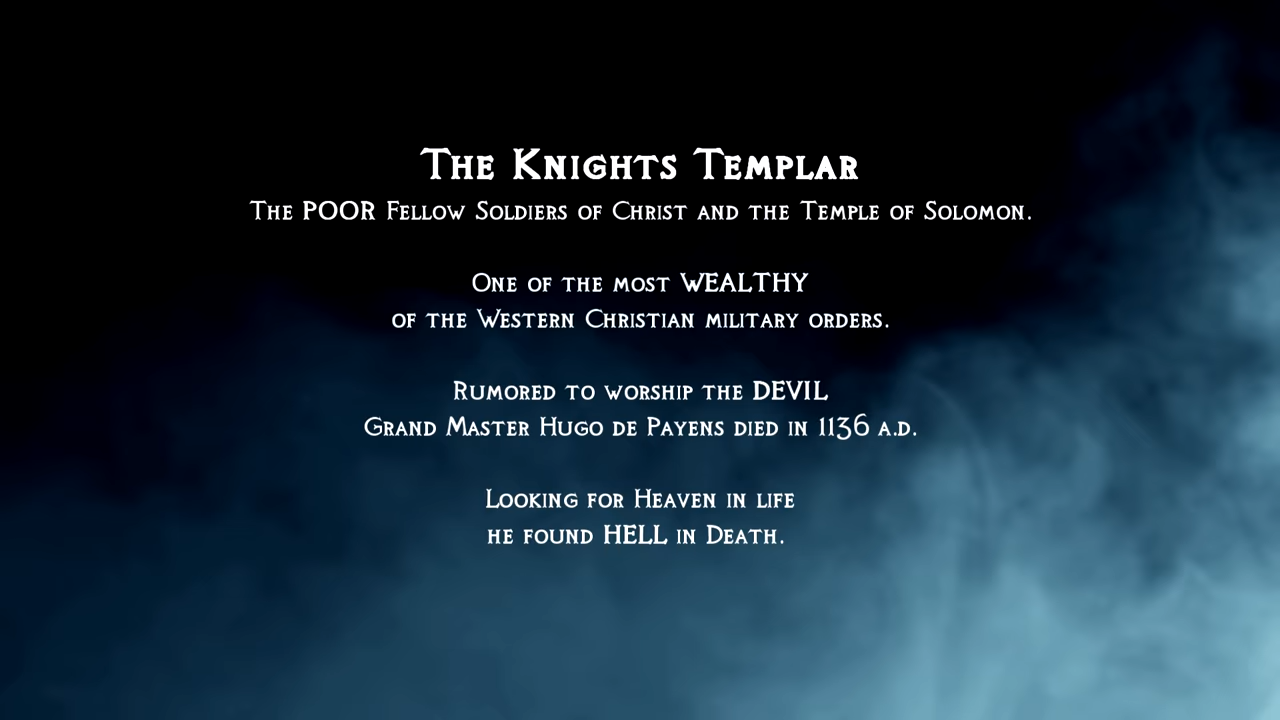 The Knights Templar
The POOR Fellow Soldiers of Christ and the Temple of Solomon.
One of the most WEALTHY
of the Western Christian military orders.
Rumored to worship the DEVIL
Grand Master Hugo de Payens died in 1136 a.d.
Looking for Heaven in life
he found HELL in Death.